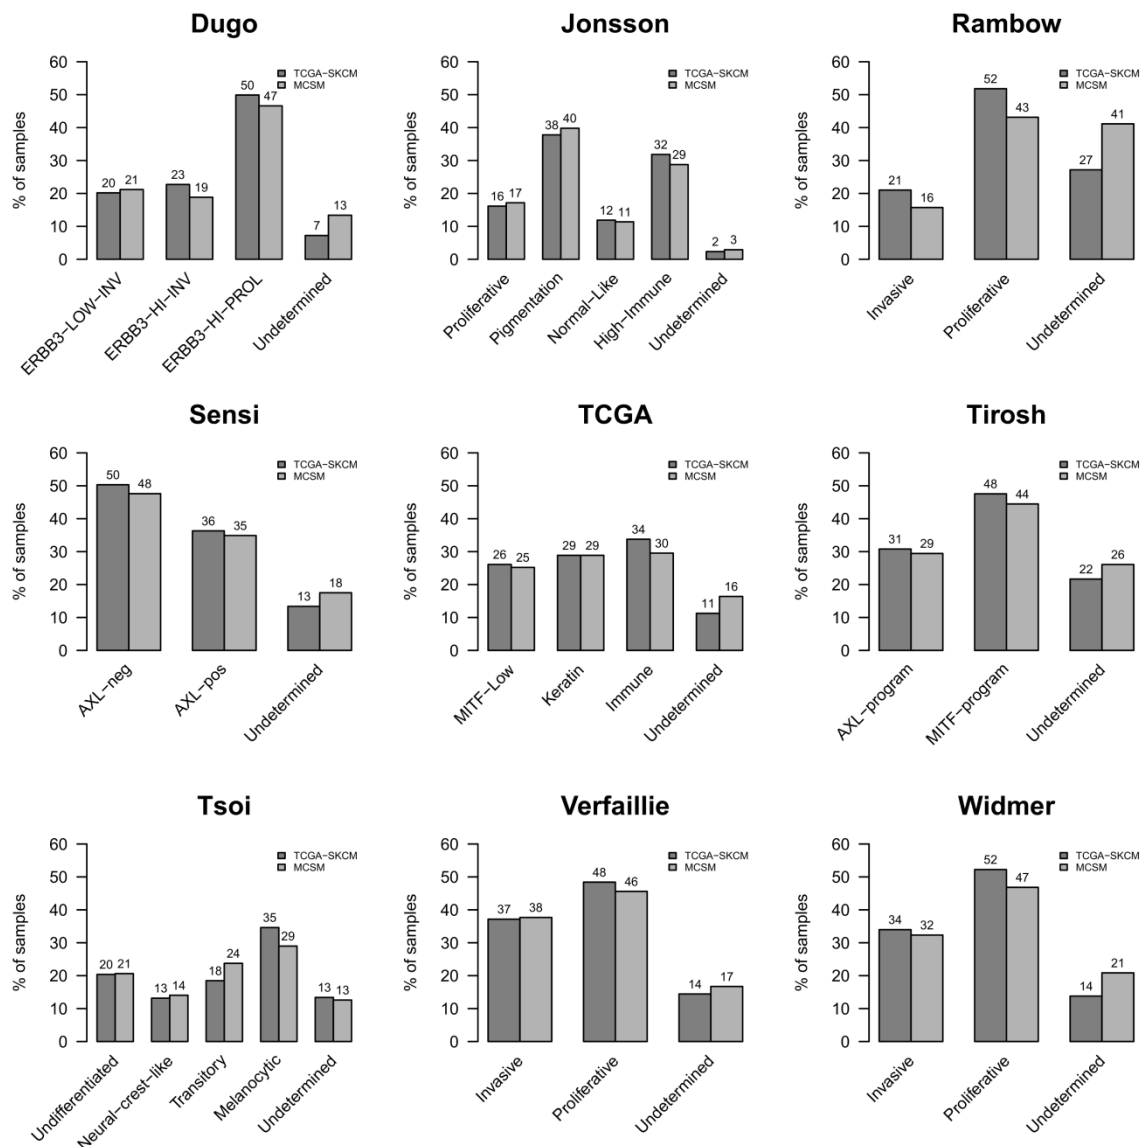 Dugo
% of samples
60
50
40
30
20
10
0
TCGA−SKCM
MCSM
20
21
23
19
50
47
7
13
ERBB3−LOW−INV
ERBB3−HI−INV
ERBB3−HI−PROL
Undetermined
Jonsson
% of samples
60
50
40
30
20
10
0
TCGA−SKCM
MCSM
16
17
38
40
12
11
32
29
2
3
Proliferative
Pigmentation
Normal−Like
High−Immune
Undetermined
Rambow
% of samples
60
50
40
30
20
10
0
TCGA−SKCM
MCSM
21
16
52
43
27
41
Invasive
Proliferative
Undetermined
Sensi
% of samples
60
50
40
30
20
10
0
TCGA−SKCM
MCSM
50
48
36
35
13
18
AXL−neg
AXL−pos
Undetermined
TCGA
% of samples
60
50
40
30
20
10
0
TCGA−SKCM
MCSM
26
25
29
29
34
30
11
16
MITF−Low
Keratin
Immune
Undetermined
Tirosh
% of samples
60
50
40
30
20
10
0
TCGA−SKCM
MCSM
31
29
48
44
22
26
AXL−program
MITF−program
Undetermined
Tsoi
% of samples
60
50
40
30
20
10
0
TCGA−SKCM
MCSM
20
21
13
14
18
24
35
29
13
13
Undifferentiated
Neural−crest−like
Transitory
Melanocytic
Undetermined
Verfaillie
% of samples
60
50
40
30
20
10
0
TCGA−SKCM
MCSM
37
38
48
46
14
17
Invasive
Proliferative
Undetermined
Widmer
% of samples
60
50
40
30
20
10
0
TCGA−SKCM
MCSM
34
32
52
47
14
21
Invasive
Proliferative
Undetermined